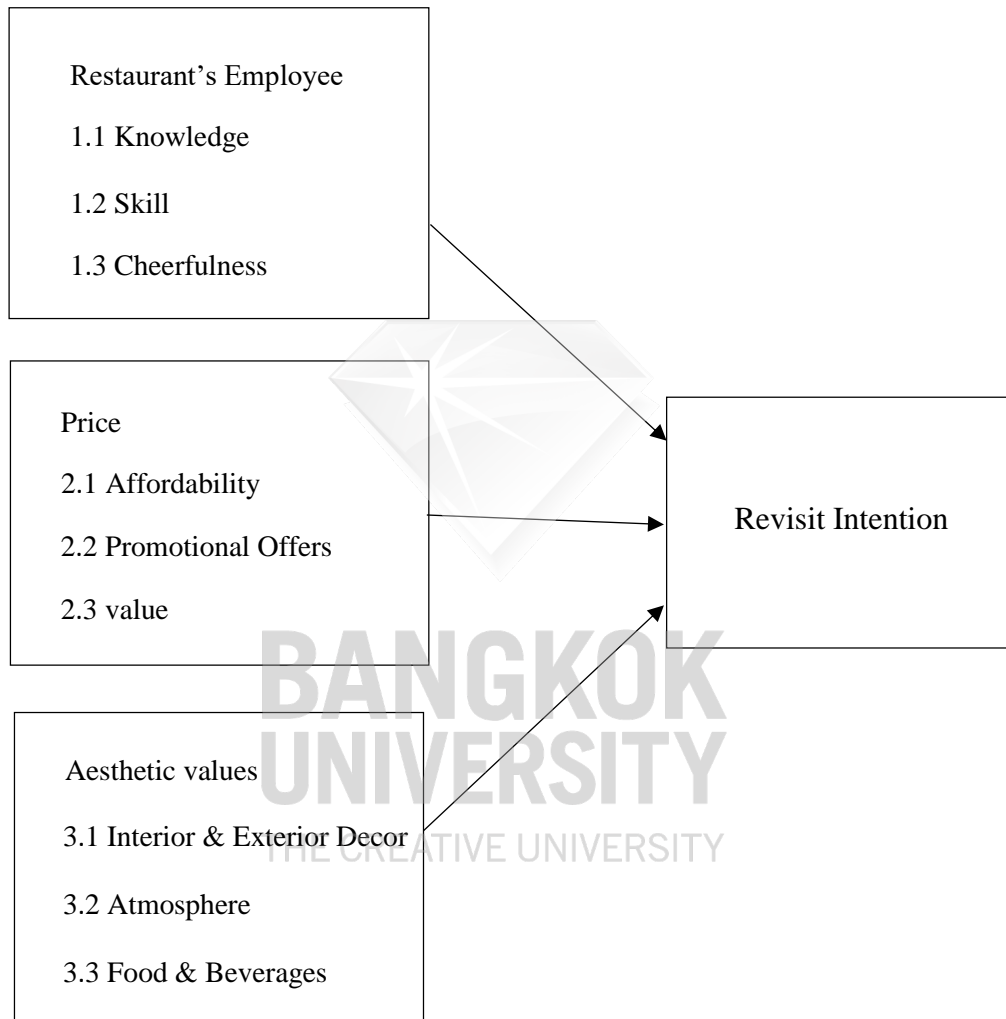 Restaurant’s Employee
1.1 Knowledge
1.2 Skill
1.3 Cheerfulness
Price
2.1 Affordability
2.2 Promotional Offers
2.3 value
Aesthetic values
3.1 Interior & Exterior Decor
3.2 Atmosphere
3.3 Food & Beverages
Revisit Intention
BANGKOK
UNIVERSITY
THE CREATIVE UNIVERSITY